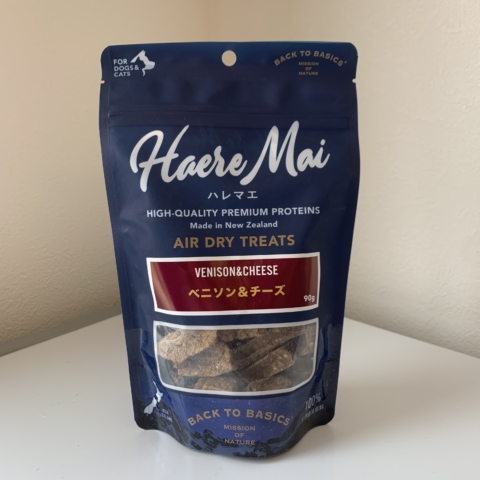 FOR
DOGS &
CATS
BACK TO BASICS
MISSION
OF
NATURE
Haere Mai
ハレマエ
HIGH-QUALITY PREMIUM PROTEINS
Made in New Zealand
AIR DRY TREATS
VENISON&CHEESE
ベニソン&チーズ
90g
100%
BACK TO BASICS
MISSION
OF
NATURE